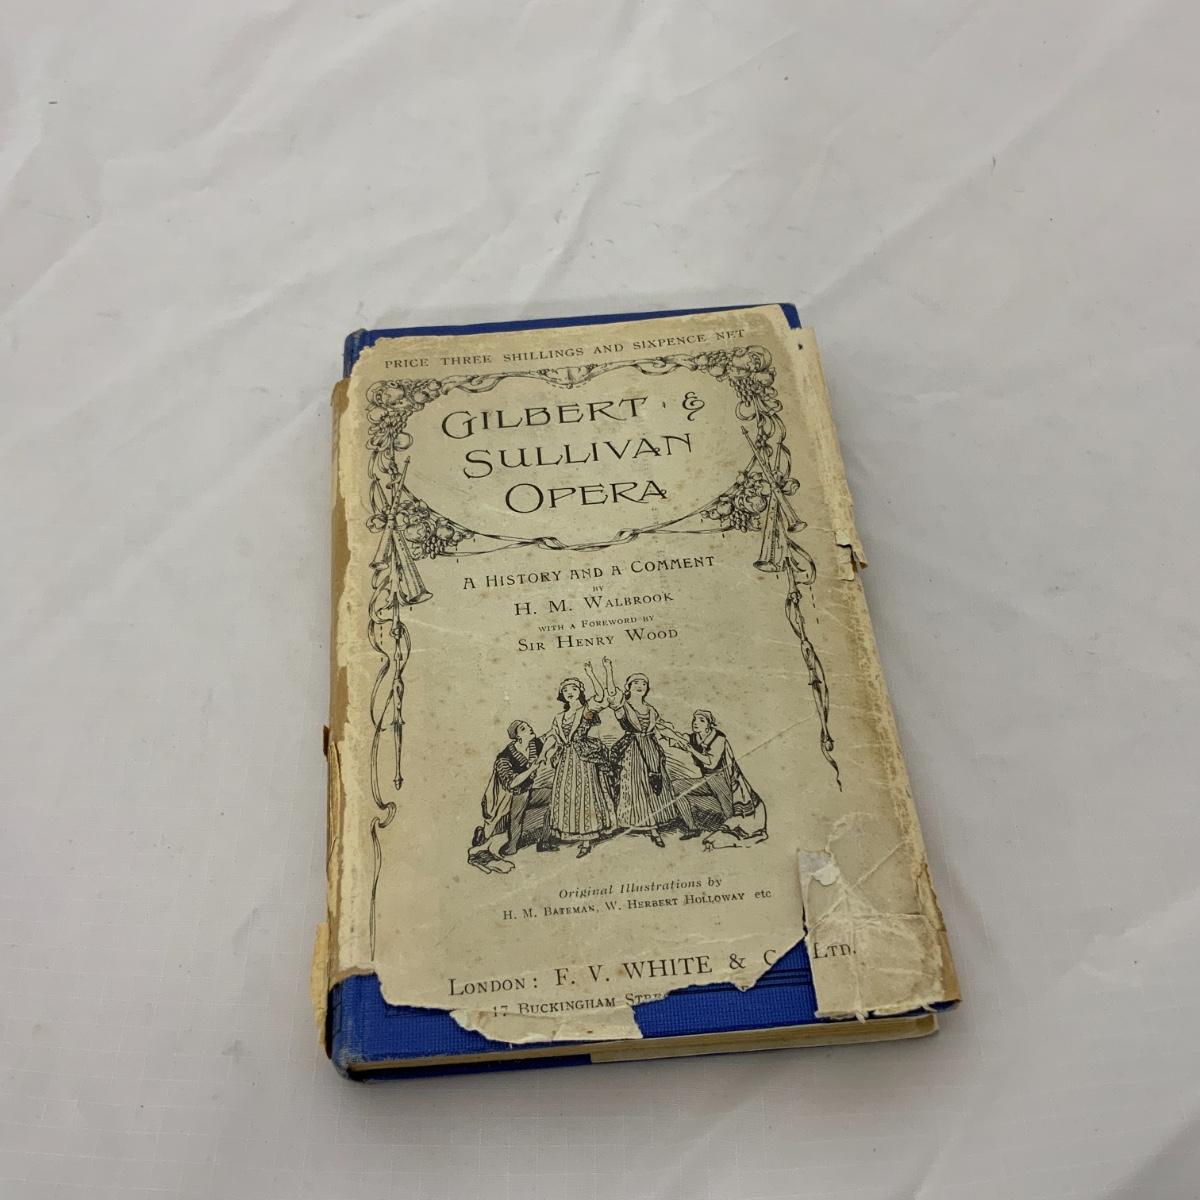 PRICE THREE SHILLINGS AND SIXPENCE NET
GILBERT & 
SULLIVAN
OPERA
A HISTORY AND A COMMENT
BY
H. M. WALBROOK
WITH A FOREWORD BY
SIR HENRY WOOD
Original Illustrations by
H. M. BATEMAN, W. HERBERT HOLLOWAY etc
LONDON: F. V. WHITE & C LTD.
17 BUCKINGHAM STRE